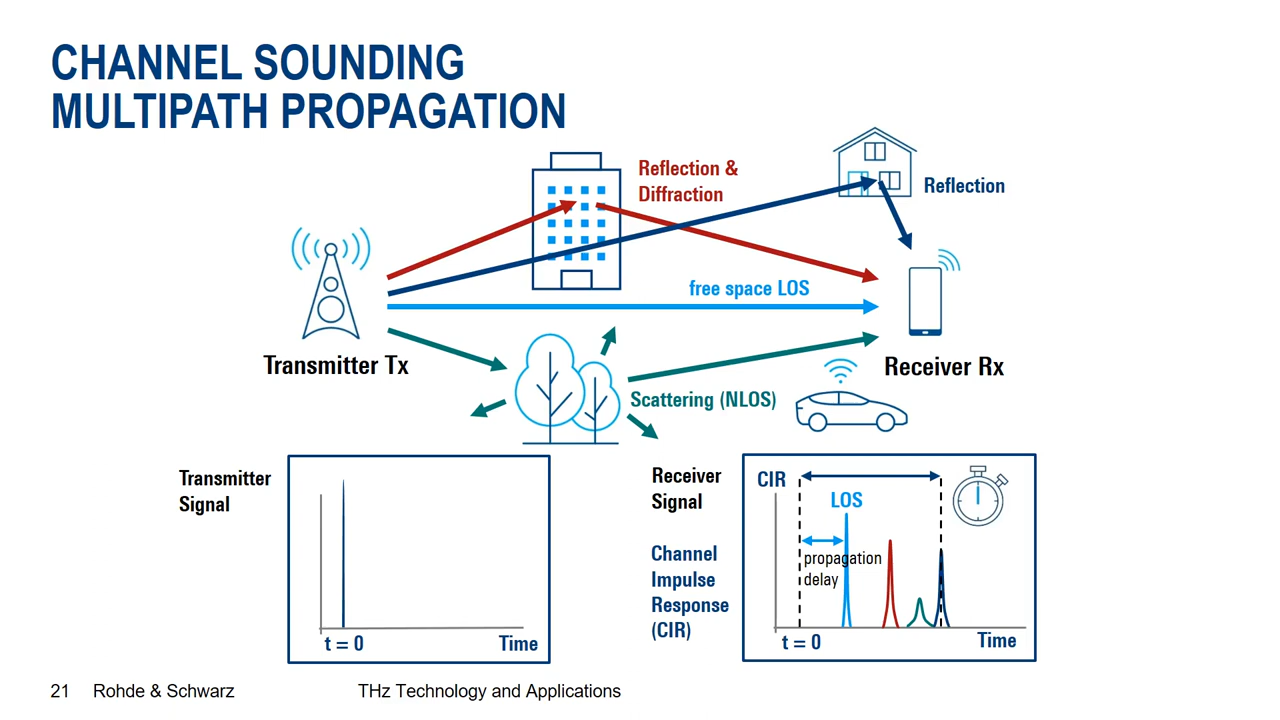 CHANNEL SOUNDING
MULTIPATH PROPAGATION
Reflection &
Diffraction
Reflection
free space LOS
Transmitter Tx
Receiver Rx
Scattering (NLOS)
Transmitter
Signal
t = 0
Time
Receiver
Signal
Channel
Impulse
Response
(CIR)
CIR
LOS
propagation
delay
t = 0
Time
21 Rohde & Schwarz THz Technology and Applications